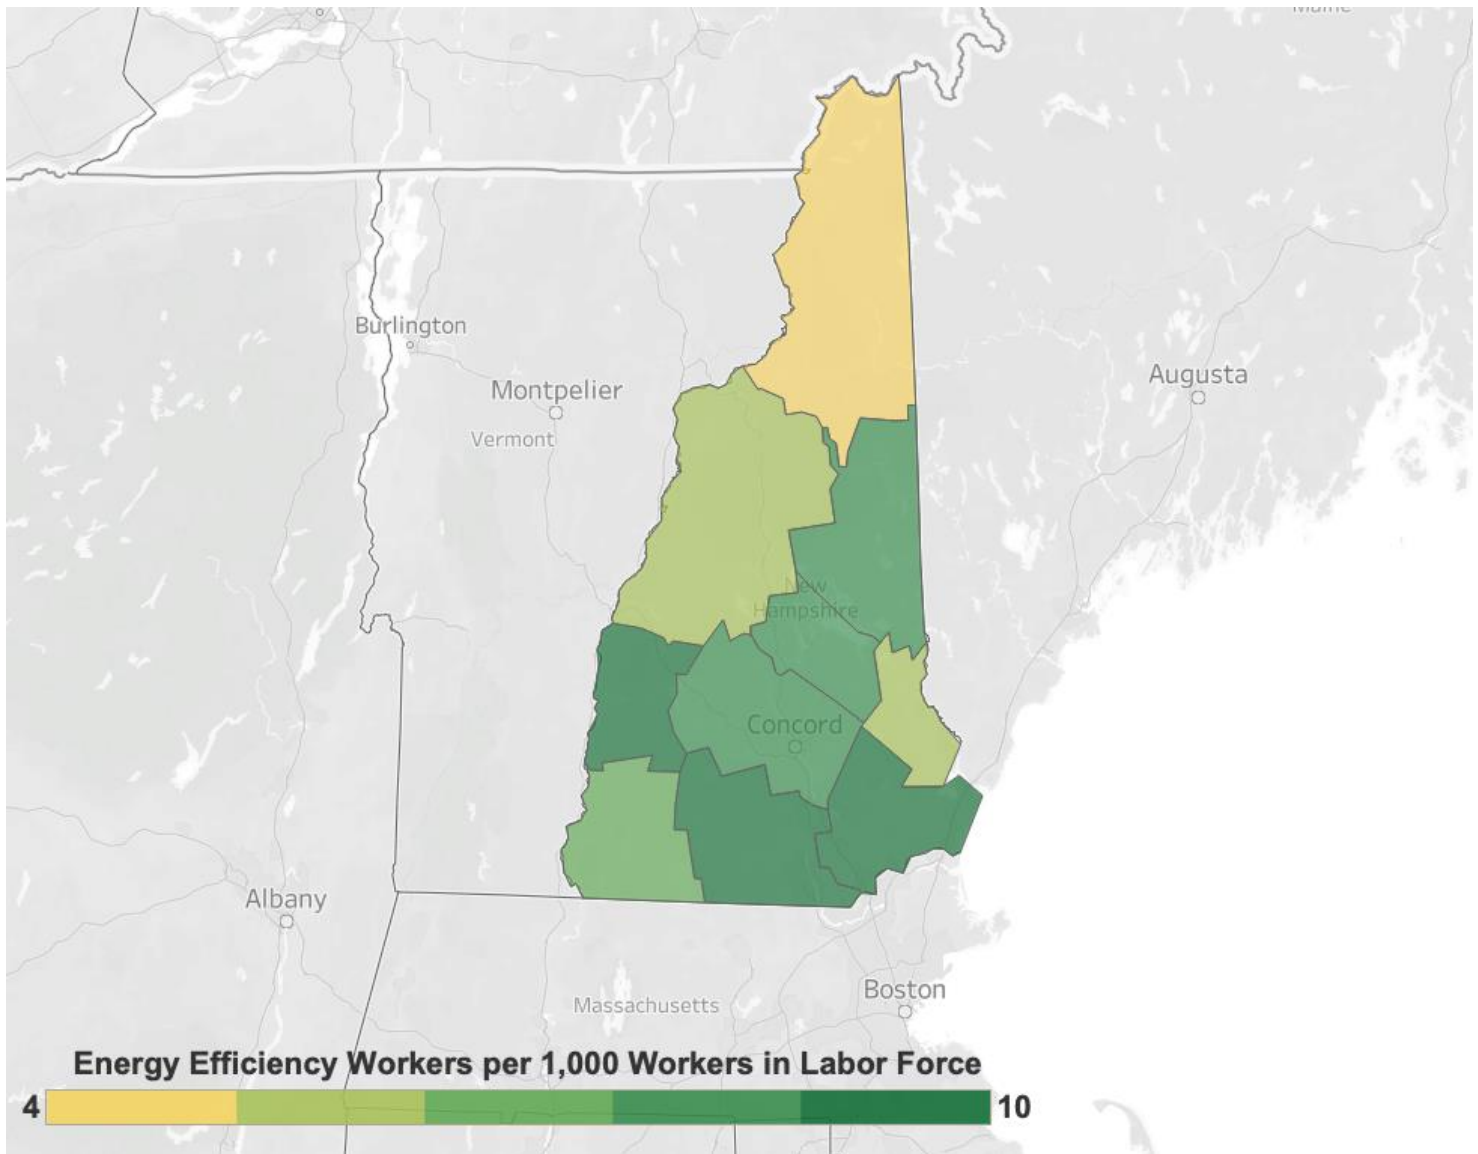 Maine
Burlington
Montpelier
Augusta
Vermont
New
Hampshire
Concord
Albany
Boston
Massachusetts
Energy Efficiency Workers per 1,000 Workers in Labor Force
4
10